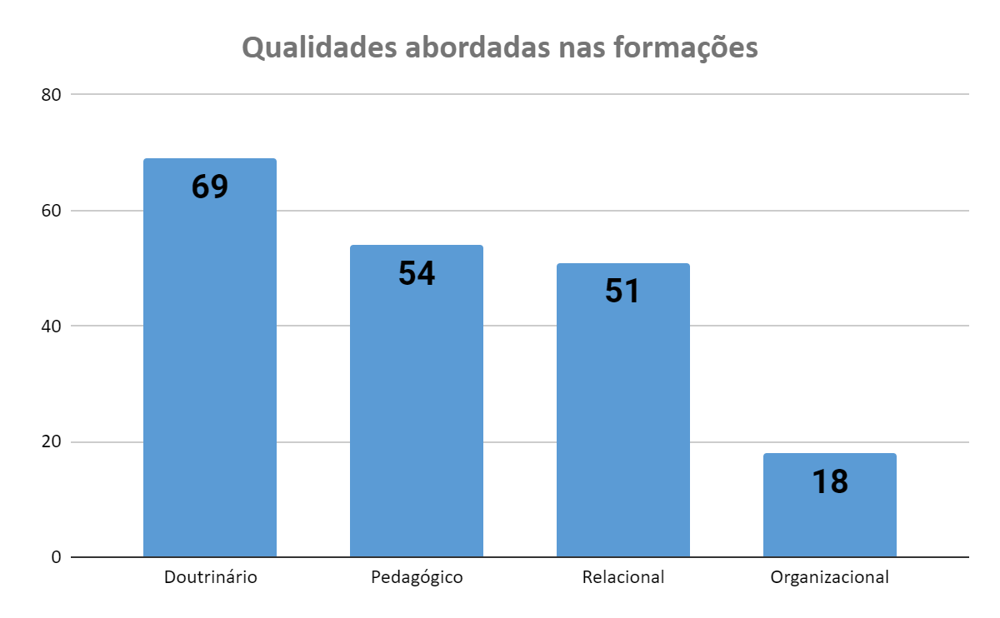 Qualidades abordadas nas formações
80
60
40
20
0
69
54
51
18
Doutrinário
Pedagógico
Relacional
Organizacional